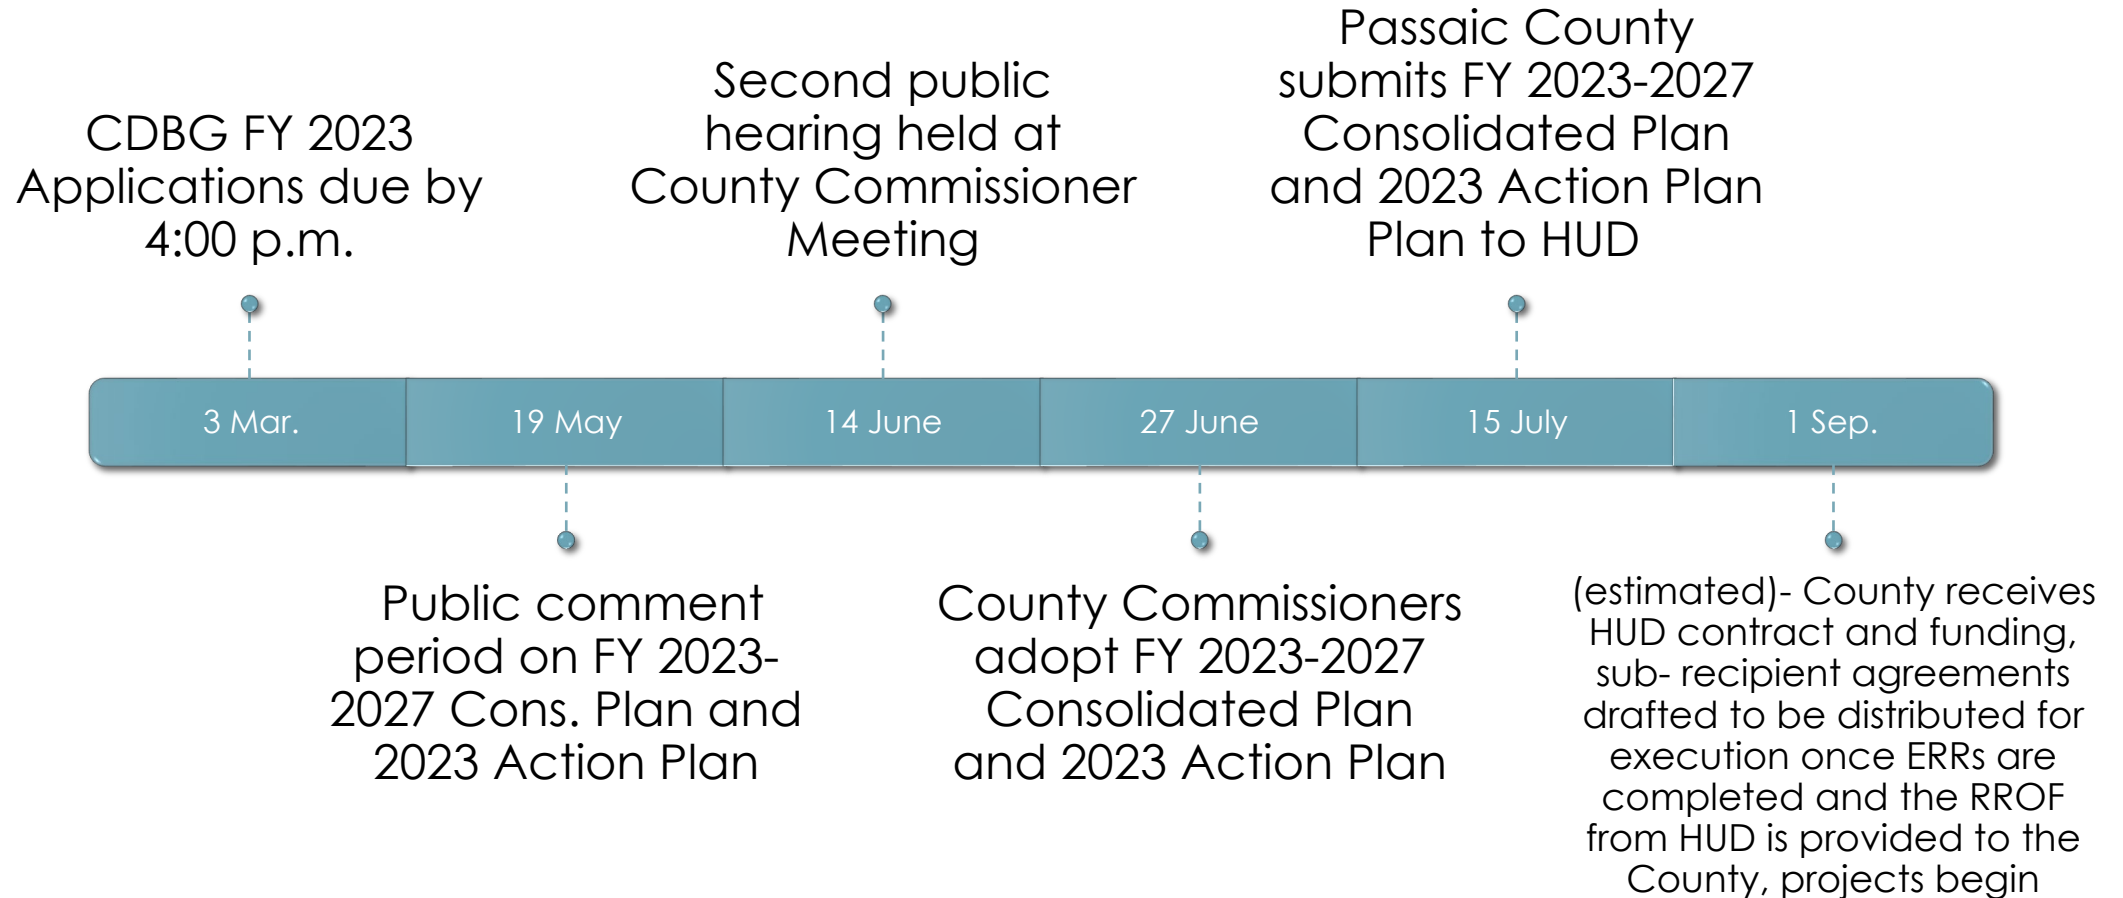 CDBG FY 2023
Applications due by
4:00 p.m.
Second public
hearing held at
County Commissioner
Meeting
Passaic County
submits FY 2023-2027
Consolidated Plan
and 2023 Action Plan
Plan to HUD
3 Mar.
19 May
14 June
27 June
15 July
1 Sep.
Public comment
period on FY 2023-
2027 Cons. Plan and
2023 Action Plan
County Commissioners
adopt FY 2023-2027
Consolidated Plan
and 2023 Action Plan
(estimated)- County receives
HUD contract and funding,
sub- recipient agreements
drafted to be distributed for
execution once ERRs are
completed and the RROF
from HUD is provided to the
County, projects begin